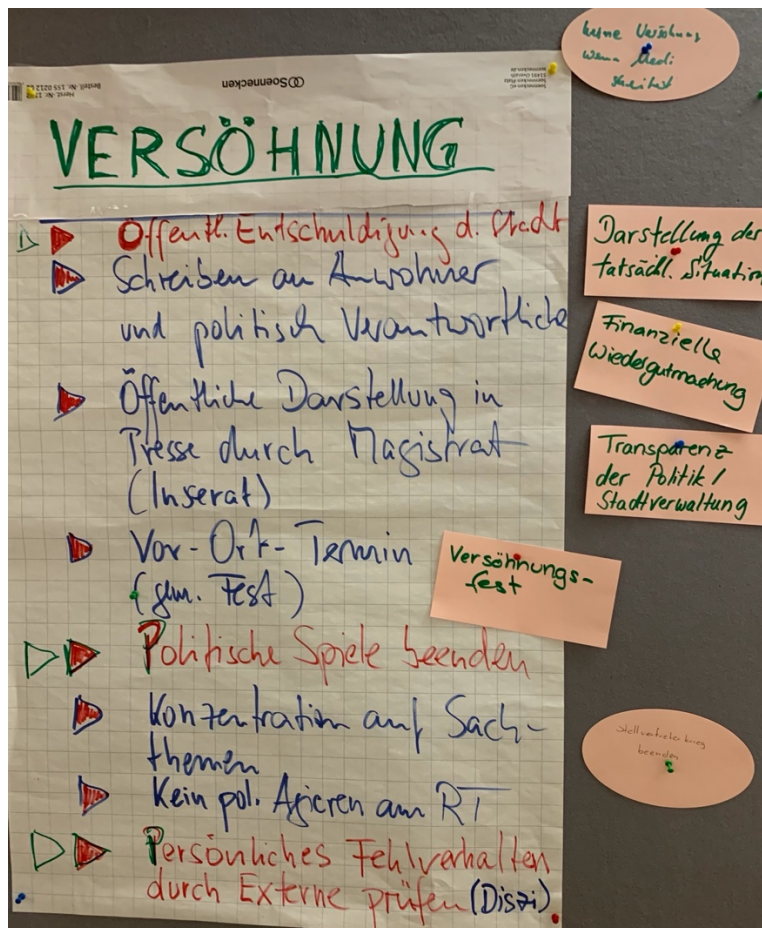 Soennecken
VERSÖHNUNG
Öffentl. Entschuldigung d. Stadt
Schreiben an Anwohner
und politisch Verantwortliche
Öffentliche Darstellung in
Presse durch Magistrat
(Inserat)
Vor-Ort-Termin
(gem. Fest)
Politische Spiele beenden
Konzentration auf Sach-
themen
Kein pol. Agieren am RT
Persönliches Fehlverhalten
durch Externe prüfen (Diszi)
keine Versöhnung
wenn Medi
scheitert
Darstellung der
tatsächl. Situation
Finanzielle
Wiedergutmachung
Transparenz
der Politik /
Stadtverwaltung
Versöhnungs-
fest
Stellvertreterkrieg
beenden